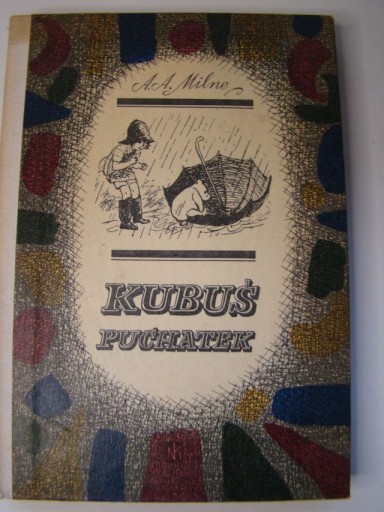 A.A. Milne
KUBUŚ
PUCHATEK